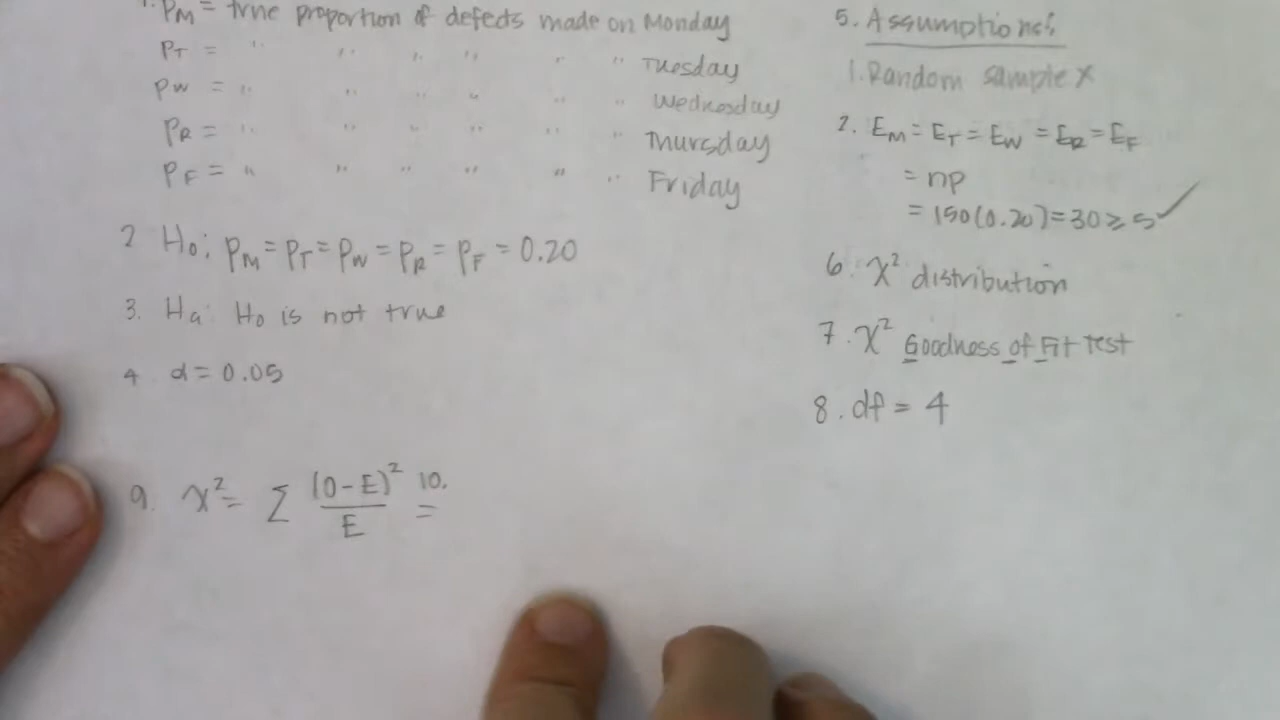 1. PM = true proportion of defects made on Monday
PT = " " " " " " Tuesday
PW = " " " " " " Wednesday
PR = " " " " " " Thursday
PF = " " " " " " Friday
2 H₀: PM = PT = PW = PR = PF = 0.20
3. Ha: H₀ is not true
4 α = 0.05
9. χ² = Σ (O-E)²/E 10. =
5. Assumptions:
1. Random sample X
2. EM = ET = EW = ER = EF
= np
= 150(0.20) = 30 ≥ 5 ✓
6. χ² distribution
7. χ² Goodness of Fit Test
8. df = 4